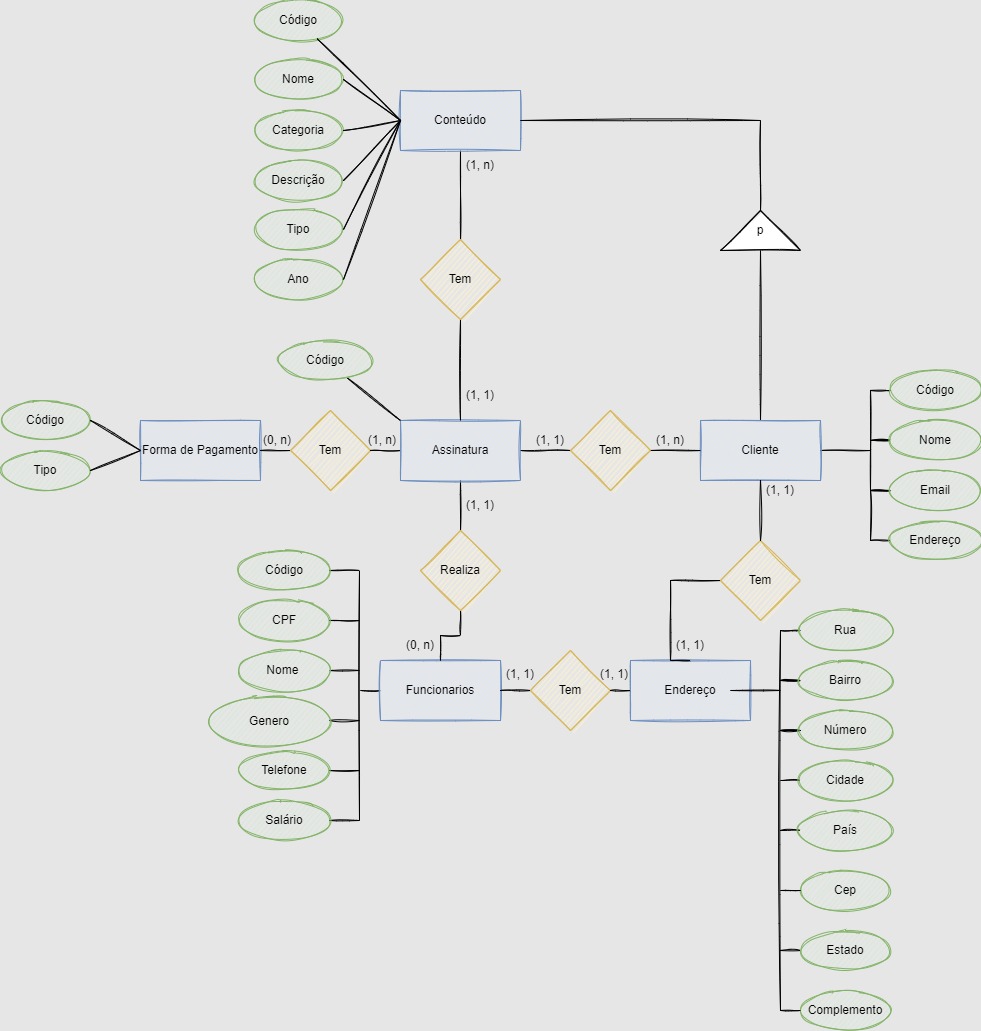 Código
Nome
Categoria
Descrição
Tipo
Ano
Conteúdo
(1, n)
p
Tem
Código
(1, 1)
Código
Tipo
Forma de Pagamento
(0, n)
Tem
(1, n)
Assinatura
(1, 1)
Tem
(1, n)
Cliente
Código
Nome
Email
Endereço
(1, 1)
(1, 1)
Realiza
Tem
(0, n)
(1, 1)
Código
CPF
Nome
Genero
Telefone
Salário
Funcionarios
(1, 1)
Tem
(1, 1)
Endereço
Rua
Bairro
Número
Cidade
País
Cep
Estado
Complemento